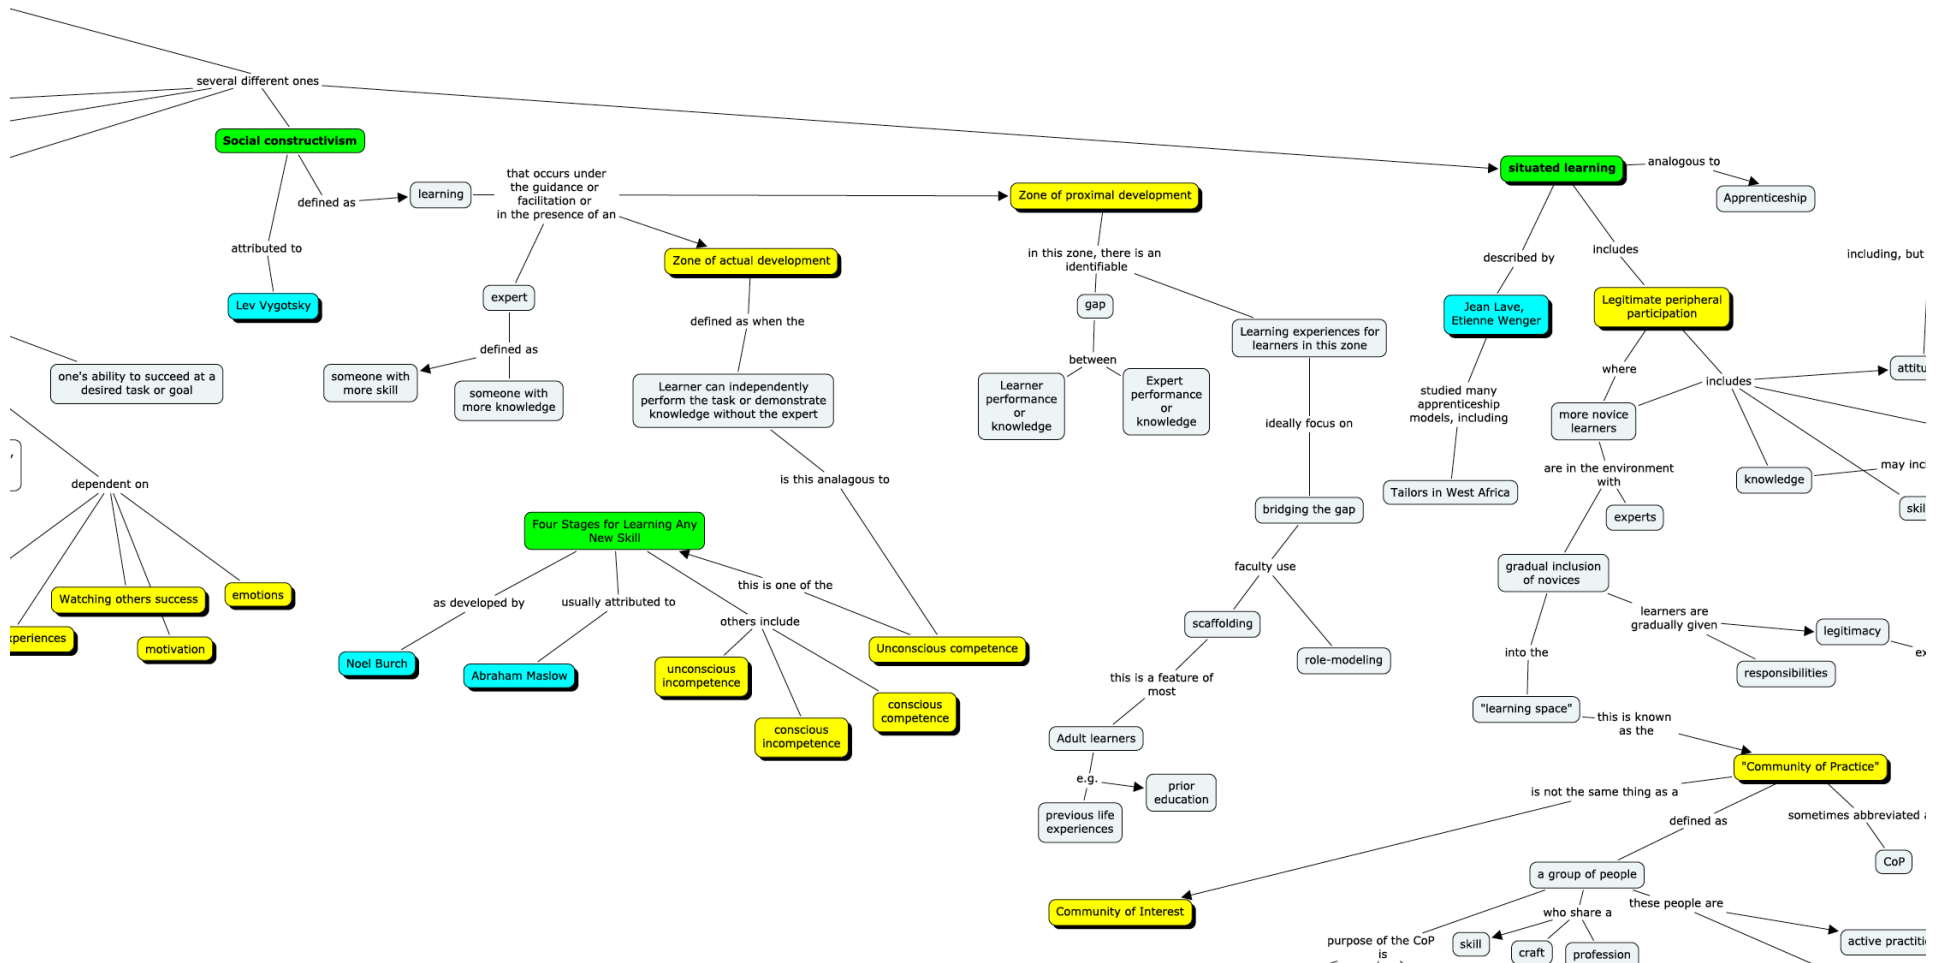 several different ones
Social constructivism
defined as
learning
that occurs under
the guidance or
facilitation or
in the presence of an
attributed to
Lev Vygotsky
expert
defined as
someone with
more skill
someone with
more knowledge
Zone of actual development
defined as when the
Learner can independently
perform the task or demonstrate
knowledge without the expert
is this analagous to
Zone of proximal development
in this zone, there is an
identifiable
gap
between
Learner
performance
or
knowledge
Expert
performance
or
knowledge
Learning experiences for
learners in this zone
ideally focus on
bridging the gap
faculty use
scaffolding
role-modeling
this is a feature of
most
Adult learners
e.g.
prior
education
previous life
experiences
one's ability to succeed at a
desired task or goal
dependent on
Watching others success
emotions
xperiences
motivation
Four Stages for Learning Any
New Skill
as developed by
usually attributed to
this is one of the
others include
Noel Burch
Abraham Maslow
unconscious
incompetence
conscious
incompetence
conscious
competence
Unconscious competence
situated learning
analogous to
Apprenticeship
described by
includes
Jean Lave,
Etienne Wenger
Legitimate peripheral
participation
including, but
studied many
apprenticeship
models, including
Tailors in West Africa
where
includes
attitu
more novice
learners
knowledge
may incl
skil
are in the environment
with
experts
gradual inclusion
of novices
learners are
gradually given
legitimacy
ex
responsibilities
into the
"learning space"
this is known
as the
"Community of Practice"
is not the same thing as a
Community of Interest
defined as
sometimes abbreviated a
CoP
a group of people
who share a
these people are
purpose of the CoP
is
skill
craft
profession
active practiti